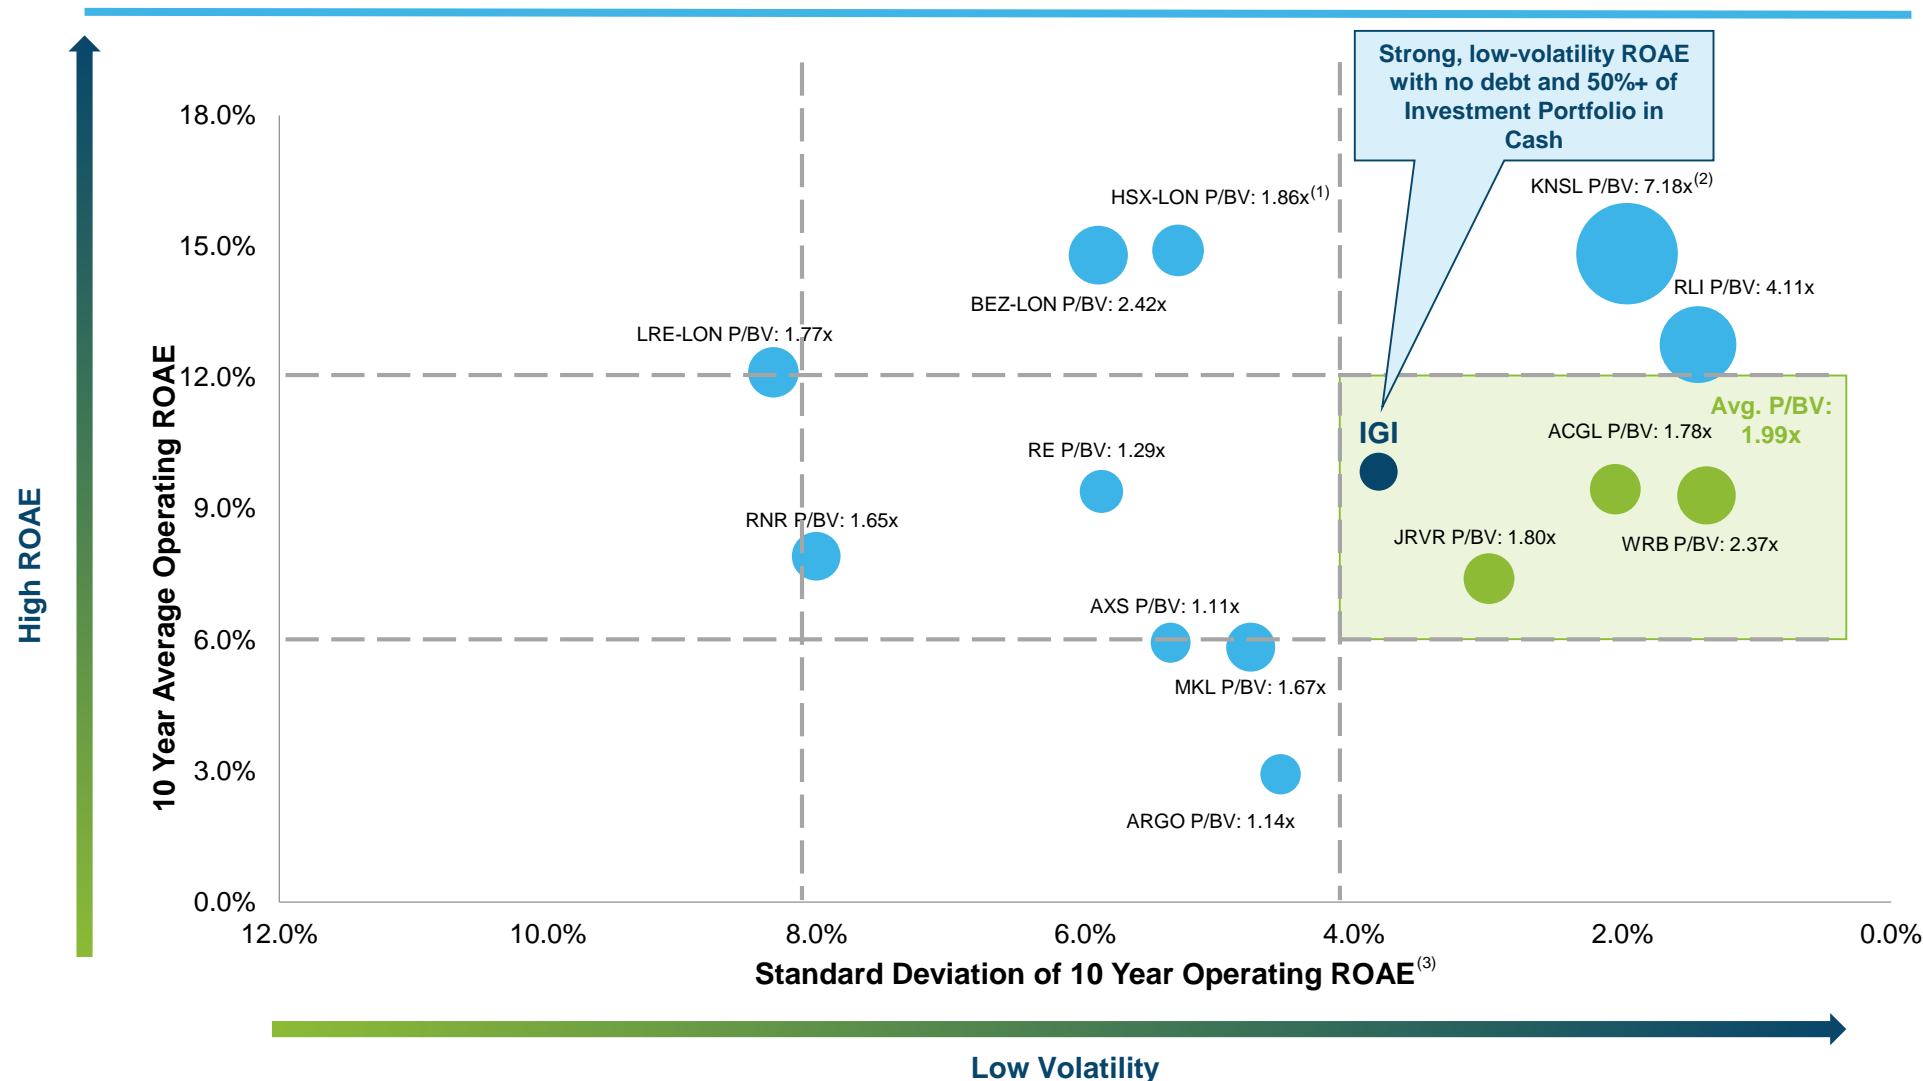 Strong, low-volatility ROAE
with no debt and 50%+ of
Investment Portfolio in
Cash
High ROAE
10 Year Average Operating ROAE
18.0%
15.0%
12.0%
9.0%
6.0%
3.0%
0.0%
KNSL P/BV: 7.18x(2)
HSX-LON P/BV: 1.86x(1)
RLI P/BV: 4.11x
BEZ-LON P/BV: 2.42x
LRE-LON P/BV: 1.77x
Avg. P/BV:
1.99x
IGI
ACGL P/BV: 1.78x
RE P/BV: 1.29x
RNR P/BV: 1.65x
JRVR P/BV: 1.80x
WRB P/BV: 2.37x
AXS P/BV: 1.11x
MKL P/BV: 1.67x
ARGO P/BV: 1.14x
12.0%
10.0%
8.0%
6.0%
4.0%
2.0%
0.0%
Standard Deviation of 10 Year Operating ROAE(3)
Low Volatility